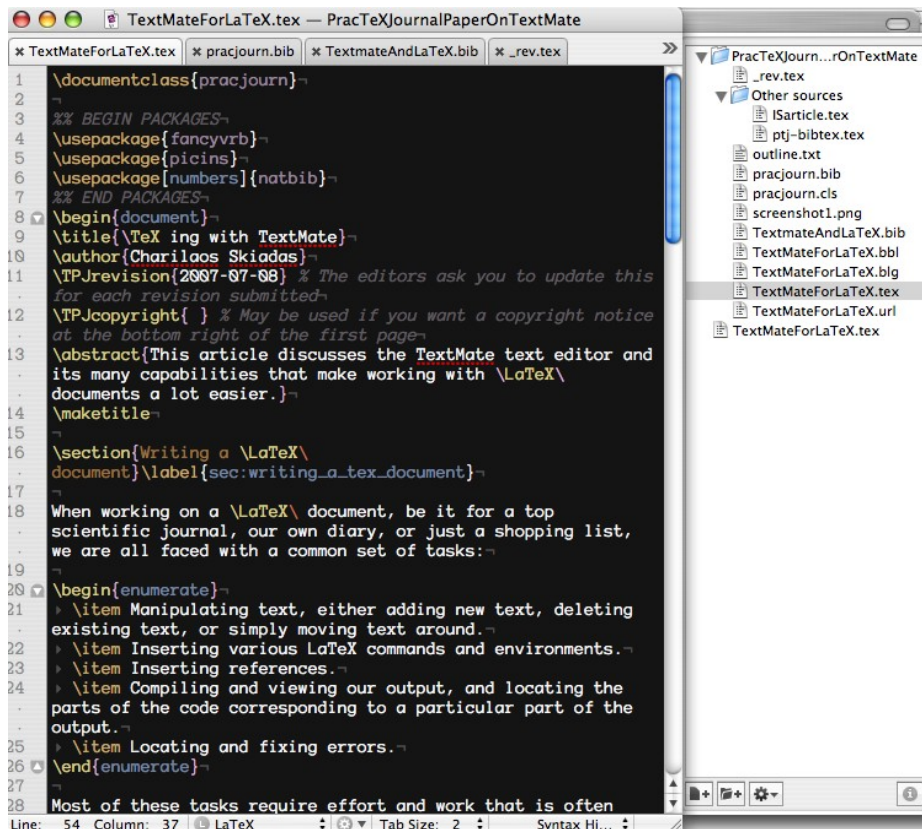 TextMateForLaTeX.tex — PracTeXJournalPaperOnTextMate
TextMateForLaTeX.tex
pracjourn.bib
TextmateAndLaTeX.bib
_rev.tex
»
1 \documentclass{pracjourn}¬
2 ¬
3 %% BEGIN PACKAGES¬
4 \usepackage{fancyvrb}¬
5 \usepackage{picins}¬
6 \usepackage[numbers]{natbib}¬
7 %% END PACKAGES¬
8 \begin{document}¬
9 \title{\TeX ing with TextMate}¬
10 \author{Charilaos Skiadas}¬
11 \TPJrevision{2007-07-08} % The editors ask you to update this
for each revision submitted¬
12 \TPJcopyright{ } % May be used if you want a copyright notice
at the bottom right of the first page¬
13 \abstract{This article discusses the TextMate text editor and
its many capabilities that make working with \LaTeX\
documents a lot easier.}¬
14 \maketitle¬
15 ¬
16 \section{Writing a \LaTeX\
document}\label{sec:writing_a_tex_document}¬
17 ¬
18 When working on a \LaTeX\ document, be it for a top
scientific journal, our own diary, or just a shopping list,
we are all faced with a common set of tasks:¬
19 ¬
20 \begin{enumerate}¬
21 \item Manipulating text, either adding new text, deleting
existing text, or simply moving text around.¬
22 \item Inserting various LaTeX commands and environments.¬
23 \item Inserting references.¬
24 \item Compiling and viewing our output, and locating the
parts of the code corresponding to a particular part of the
output.¬
25 \item Locating and fixing errors.¬
26 \end{enumerate}¬
27 ¬
28 Most of these tasks require effort and work that is often
Line: 54 Column: 37 L LaTeX Tab Size: 2 Syntax Hi...
PracTeXJourn...rOnTextMate
_rev.tex
Other sources
ISarticle.tex
ptj-bibtex.tex
outline.txt
pracjourn.bib
pracjourn.cls
screenshot1.png
TextmateAndLaTeX.bib
TextMateForLaTeX.bbl
TextMateForLaTeX.blg
TextMateForLaTeX.tex
TextMateForLaTeX.url
TextMateForLaTeX.tex